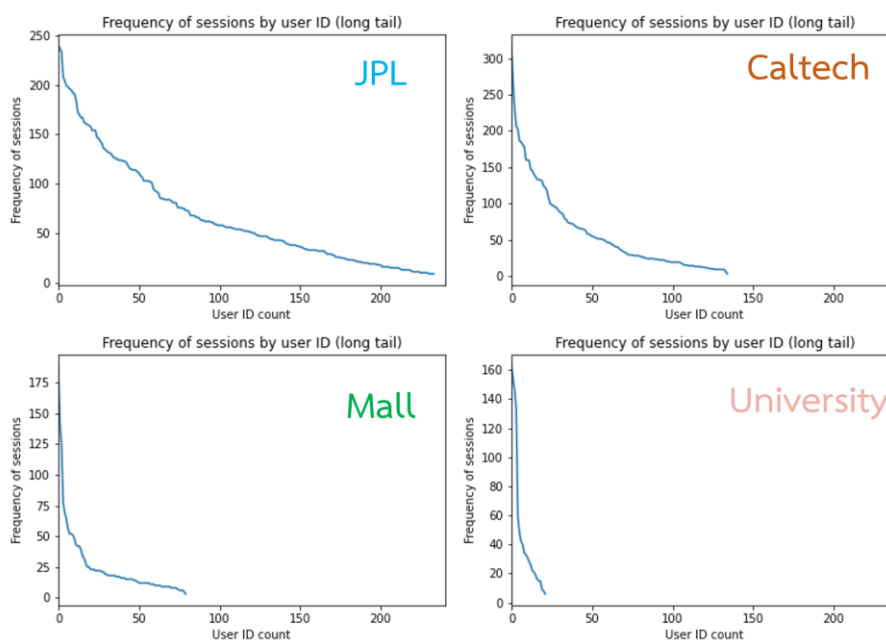 Frequency of sessions by user ID (long tail)
JPL
Frequency of sessions
250
200
150
100
50
0
0 50 100 150 200
User ID count
Frequency of sessions by user ID (long tail)
Caltech
Frequency of sessions
300
250
200
150
100
50
0
0 50 100 150 200
User ID count
Frequency of sessions by user ID (long tail)
Mall
Frequency of sessions
175
150
125
100
75
50
25
0
0 50 100 150 200
User ID count
Frequency of sessions by user ID (long tail)
University
Frequency of sessions
160
140
120
100
80
60
40
20
0
0 50 100 150 200
User ID count